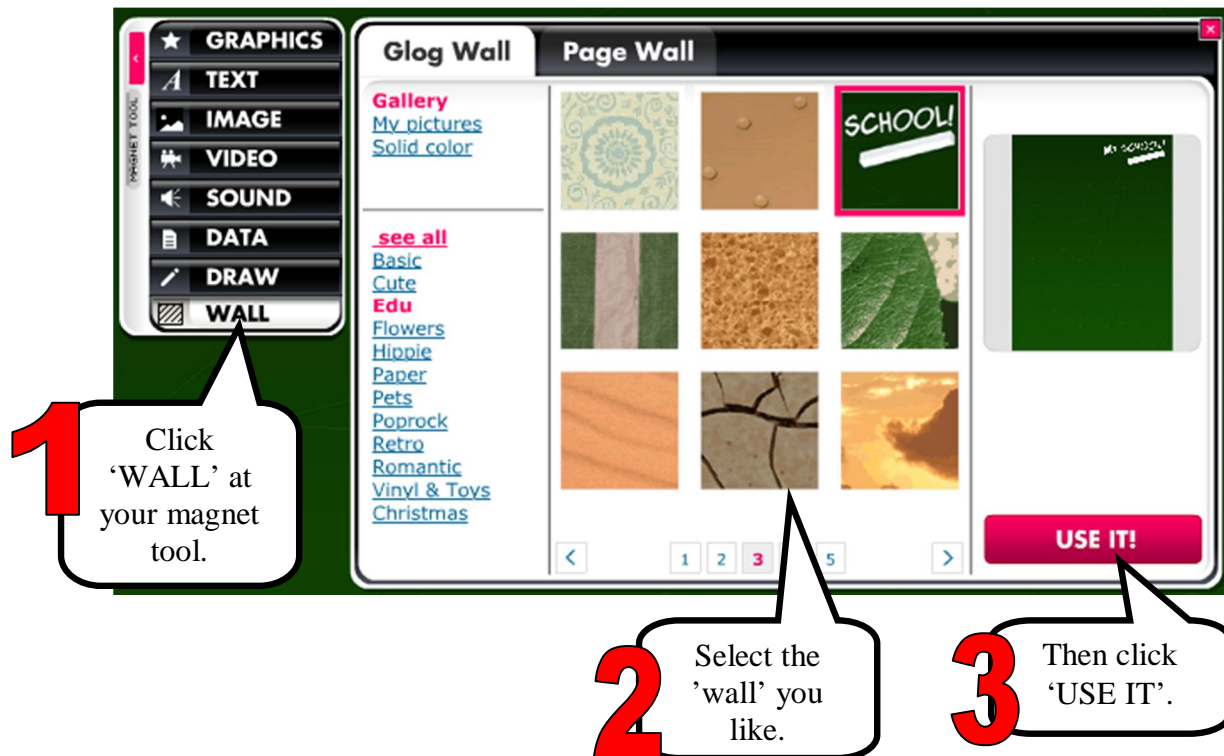 GRAPHICS
TEXT
IMAGE
VIDEO
SOUND
DATA
DRAW
WALL
MAGNET TOOL
Glog Wall
Page Wall
Gallery
My pictures
Solid color
see all
Basic
Cute
Edu
Flowers
Hippie
Paper
Pets
Poprock
Retro
Romantic
Vinyl & Toys
Christmas
SCHOOL!
MY SCHOOL!
< 1 2 3 5 >
USE IT!
1
Click
‘WALL’ at
your magnet
tool.
2
Select the
’wall’ you
like.
3
Then click
‘USE IT’.